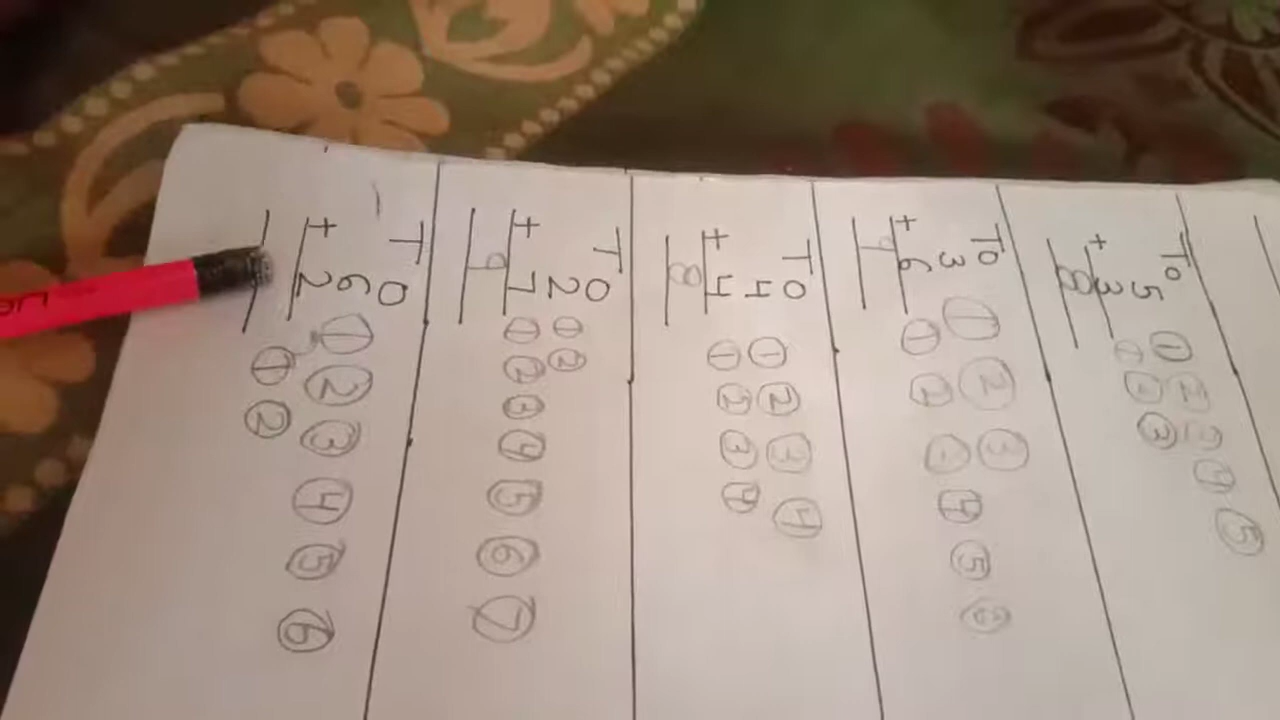 T O
5 ① ② ③ ④ ⑤
+ 3 ① ② ③
8
T O
3 ① ② ③
+ 6 ① ② ③ ④ ⑤ ⑥
9
T O
4 ① ② ③ ④
+ 4 ① ② ③ ④
8
T O
2 ① ②
+ 7 ① ② ③ ④ ⑤ ⑥ ⑦
9
T O
6 ① ② ③ ④ ⑤ ⑥
+ 2 ① ②